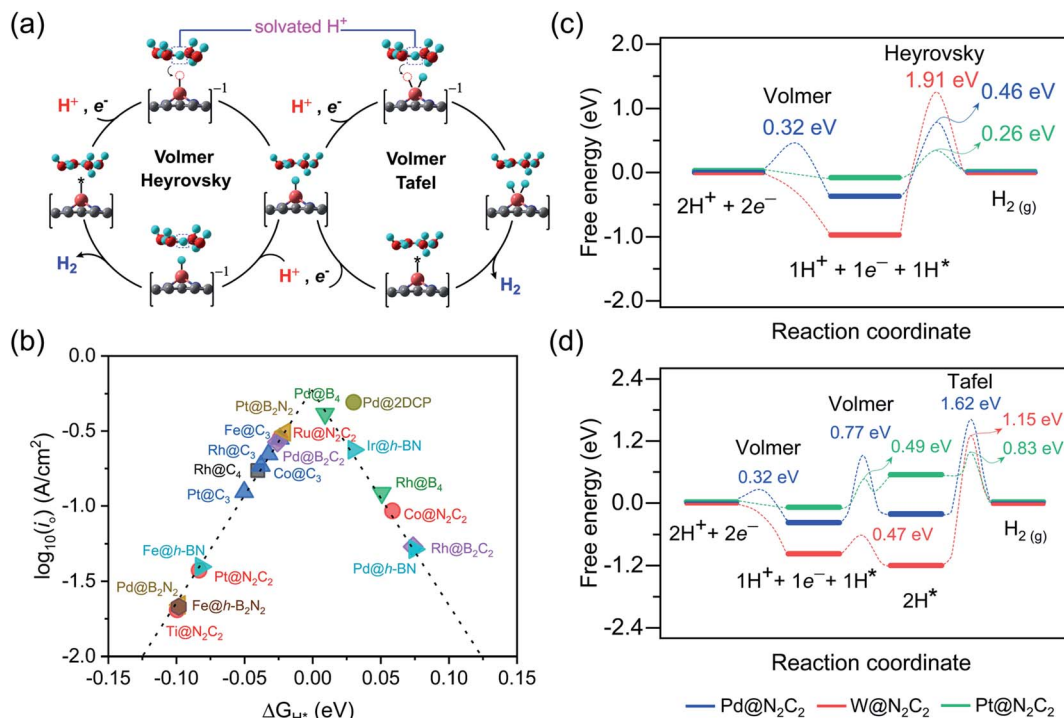 (a)
solvated H⁺
H⁺ , e⁻
−1
H⁺ , e⁻
−1
Volmer
Heyrovsky
Volmer
Tafel
*
*
H₂
−1
H⁺ , e⁻
H₂
(b)
log₁₀(iₒ) (A/cm²)
0.0
-0.5
-1.0
-1.5
-2.0
Pd@B₄
Pd@2DCP
Pt@B₂N₂
Fe@C₃
Ru@N₂C₂
Rh@C₃
Pd@B₂C₂
Ir@h-BN
Rh@C₄
Co@C₃
Pt@C₃
Rh@B₄
Co@N₂C₂
Fe@h-BN
Rh@B₂C₂
Pt@N₂C₂
Pd@h-BN
Pd@B₂N₂
Fe@h-B₂N₂
Ti@N₂C₂
-0.15 -0.10 -0.05 0.00 0.05 0.10 0.15
ΔG_H* (eV)
(c)
Free energy (eV)
2.0
1.0
0.0
-1.0
-2.0
Heyrovsky
1.91 eV
Volmer
0.46 eV
0.32 eV
0.26 eV
2H⁺ + 2e⁻
H₂ (g)
1H⁺ + 1e⁻ + 1H*
Reaction coordinate
(d)
Free energy (eV)
2.4
1.2
0.0
-1.2
-2.4
Tafel
1.62 eV
Volmer
1.15 eV
0.77 eV
Volmer
0.49 eV
0.83 eV
0.32 eV
2H⁺ + 2e⁻
0.47 eV
H₂ (g)
1H⁺ + 1e⁻ + 1H*
2H*
Reaction coordinate
Pd@N₂C₂ W@N₂C₂ Pt@N₂C₂